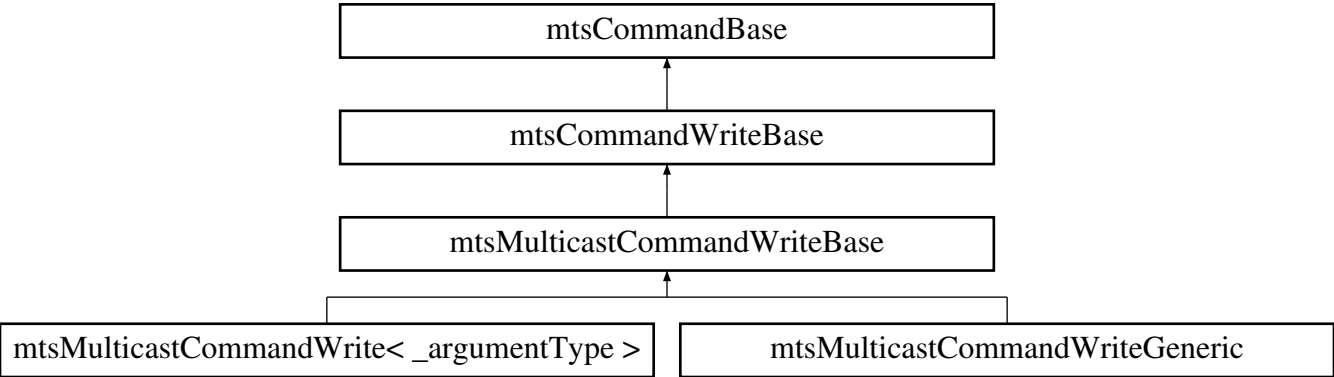 mtsCommandBase
mtsCommandWriteBase
mtsMulticastCommandWriteBase
mtsMulticastCommandWrite< _argumentType >
mtsMulticastCommandWriteGeneric